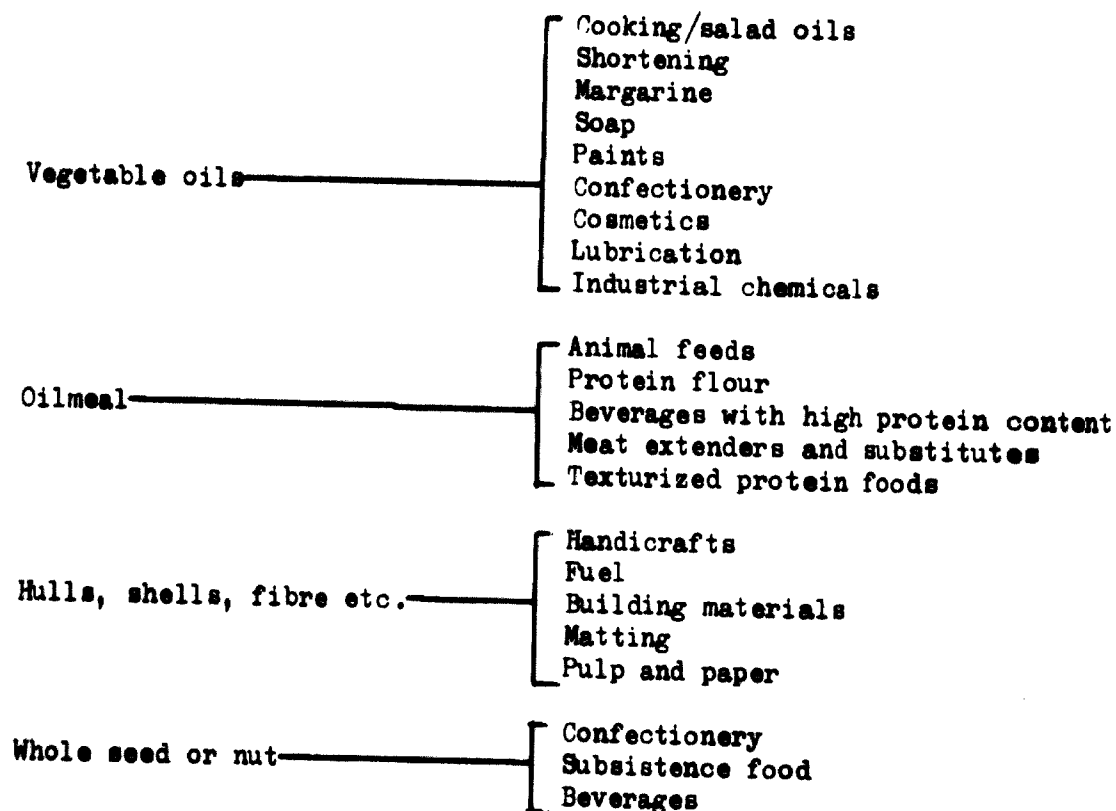 Cooking/salad oils
Shortening
Margarine
Soap
Paints
Vegetable oils
Confectionery
Cosmetics
Lubrication
Industrial chemicals
Animal feeds
Protein flour
Oilmeal
Beverages with high protein content
Meat extenders and substitutes
Texturized protein foods
Handicrafts
Fuel
Hulls, shells, fibre etc.
Building materials
Matting
Pulp and paper
Confectionery
Whole seed or nut
Subsistence food
Beverages